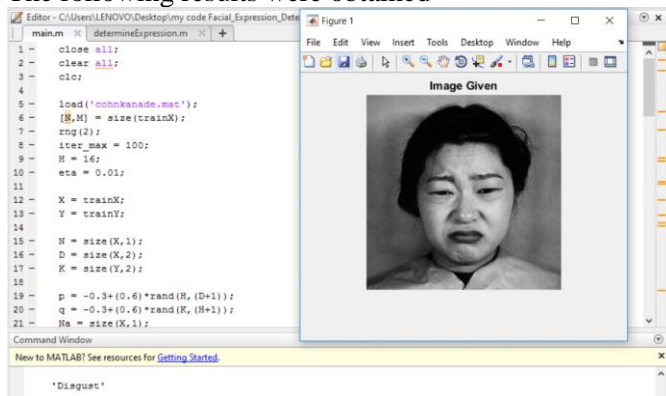 The following results were obtained
Editor - C:\Users\LENOVO\Desktop\my code Facial_Expression_Dete
Figure 1
main.m
determineExpression.m
File Edit View Insert Tools Desktop Window Help
1 - close all;
2 - clear all;
3 - clc;
4
5 - load('cohnkanade.mat');
6 - [N,M] = size(trainX);
7 - rng(2);
8 - iter_max = 100;
9 - H = 16;
10 - eta = 0.01;
11
12 - X = trainX;
13 - Y = trainY;
14
15 - N = size(X,1);
16 - D = size(X,2);
17 - K = size(Y,2);
18
19 - p = -0.3+(0.6)*rand(H,(D+1));
20 - q = -0.3+(0.6)*rand(K,(H+1));
21 - Na = size(X,1);
Image Given
Command Window
New to MATLAB? See resources for Getting Started.
'Disgust'